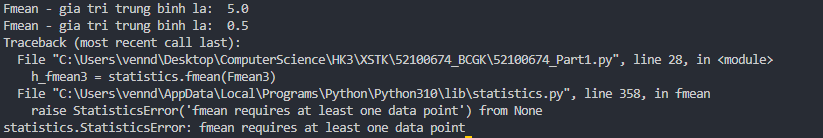 Fmean - gia tri trung binh la:  5.0
Fmean - gia tri trung binh la:  0.5
Traceback (most recent call last):
  File "C:\Users\vennd\Desktop\ComputerScience\HK3\XSTK\52100674_BCGK\52100674_Part1.py", line 28, in <module>
    h_fmean3 = statistics.fmean(Fmean3)
  File "C:\Users\vennd\AppData\Local\Programs\Python\Python310\lib\statistics.py", line 358, in fmean
    raise StatisticsError('fmean requires at least one data point') from None
statistics.StatisticsError: fmean requires at least one data point